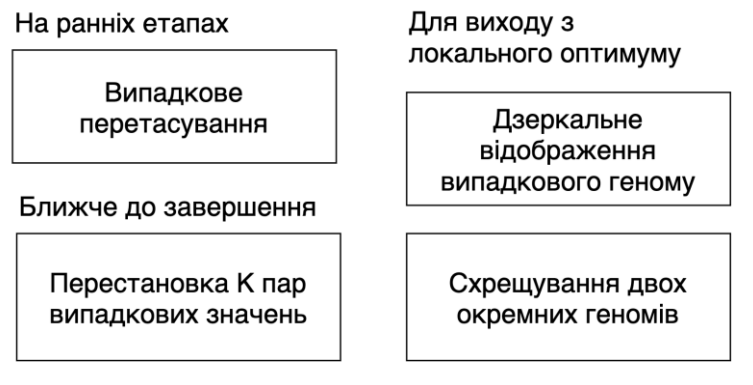 На ранніх етапах
Випадкове
перетасування
Ближче до завершення
Перестановка K пар
випадкових значень
Для виходу з
локального оптимуму
Дзеркальне
відображення
випадкового геному
Схрещування двох
окремних геномів